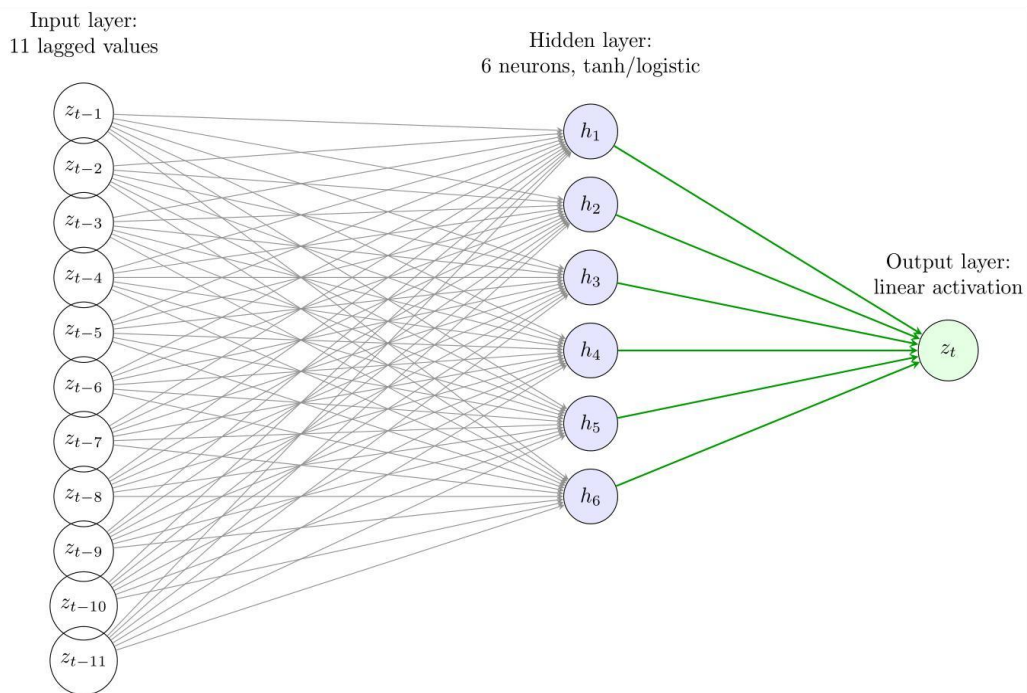 Input layer:
11 lagged values
Hidden layer:
6 neurons, tanh/logistic
Output layer:
linear activation
z_{t−1}
z_{t−2}
z_{t−3}
z_{t−4}
z_{t−5}
z_{t−6}
z_{t−7}
z_{t−8}
z_{t−9}
z_{t−10}
z_{t−11}
h_1
h_2
h_3
h_4
h_5
h_6
z_t